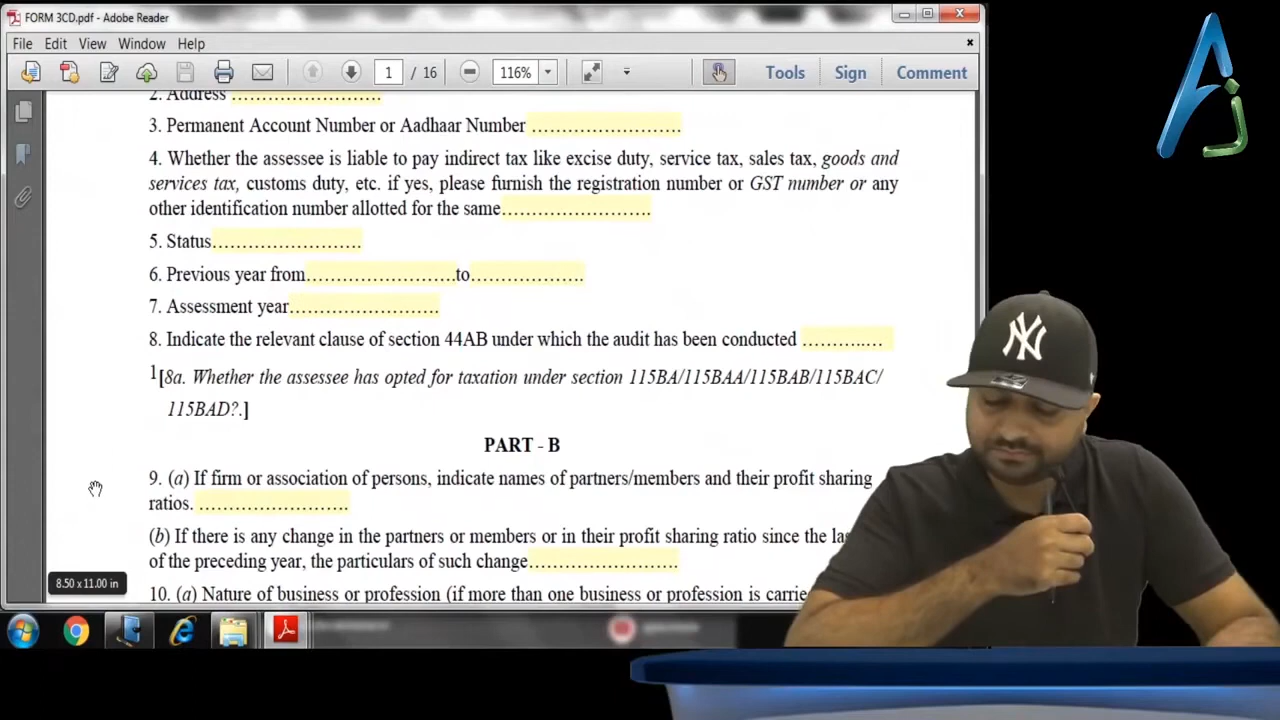 FORM 3CD.pdf - Adobe Reader
File Edit View Window Help
1 / 16 116% Tools Sign Comment
2. Address ..........................
3. Permanent Account Number or Aadhaar Number ..........................
4. Whether the assessee is liable to pay indirect tax like excise duty, service tax, sales tax, goods and
services tax, customs duty, etc. if yes, please furnish the registration number or GST number or any
other identification number allotted for the same..........................
5. Status..........................
6. Previous year from..........................to....................
7. Assessment year..........................
8. Indicate the relevant clause of section 44AB under which the audit has been conducted ................
1[8a. Whether the assessee has opted for taxation under section 115BA/115BAA/115BAB/115BAC/
115BAD?.]
PART - B
9. (a) If firm or association of persons, indicate names of partners/members and their profit sharing
ratios. ..........................
(b) If there is any change in the partners or members or in their profit sharing ratio since the
of the preceding year, the particulars of such change..........................
10. (a) Nature of business or profession (if more than one business or profession is
8.50 x 11.00 in
NY